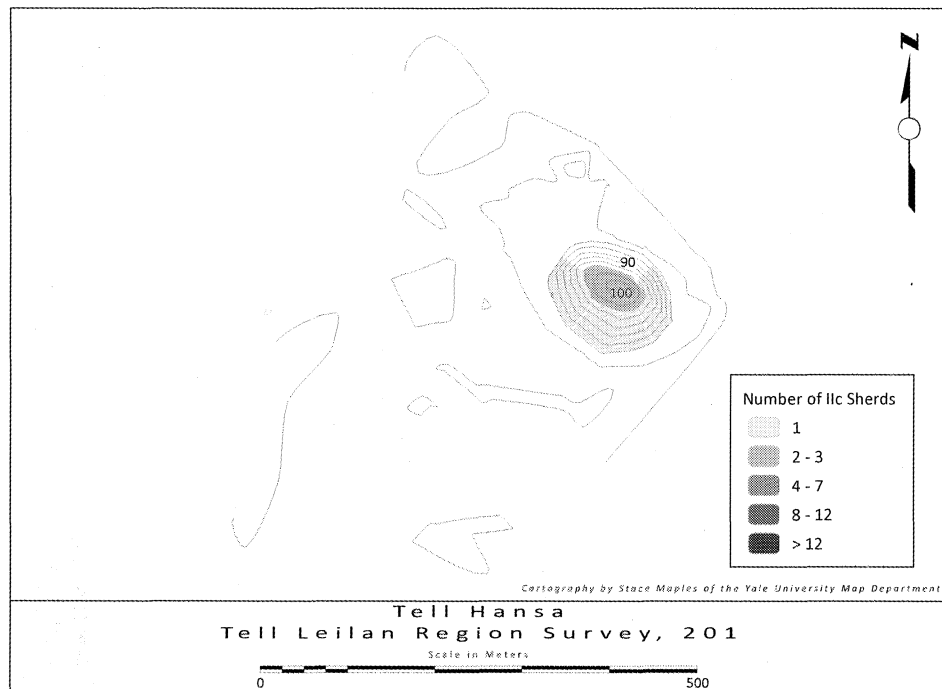 N
90
100
Number of IIc Sherds
1
2 - 3
4 - 7
8 - 12
> 12
Cartography by Stace Maples of the Yale University Map Department
Tell Hansa
Tell Leilan Region Survey, 201
Scale in Meters
0 500